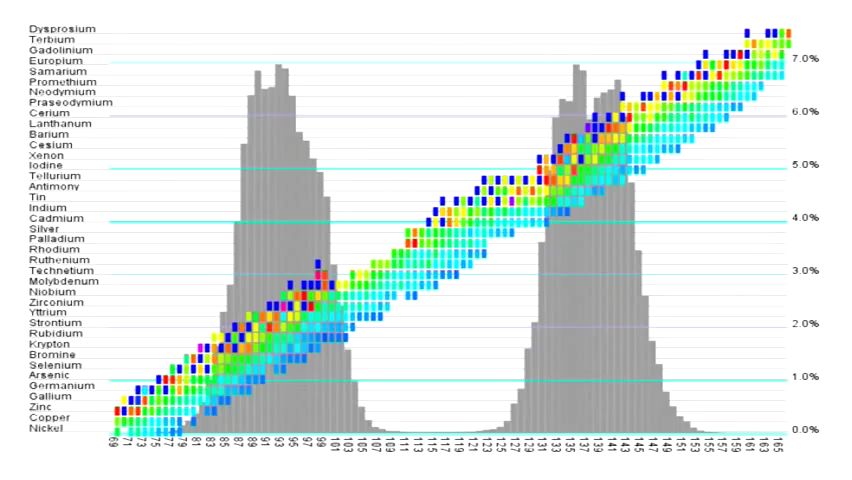 Dysprosium
Terbium
Gadolinium
Europium
Samarium
Promethium
Neodymium
Praseodymium
Cerium
Lanthanum
Barium
Cesium
Xenon
Iodine
Tellurium
Antimony
Tin
Indium
Cadmium
Silver
Palladium
Rhodium
Ruthenium
Technetium
Molybdenum
Niobium
Zirconium
Yttrium
Strontium
Rubidium
Krypton
Bromine
Selenium
Arsenic
Germanium
Gallium
Zinc
Copper
Nickel
7.0%
6.0%
5.0%
4.0%
3.0%
2.0%
1.0%
0.0%
69 71 73 75 77 79 81 83 85 87 89 91 93 95 97 99 101 103 105 107 109 111 113 115 117 119 121 123 125 127 129 131 133 135 137 139 141 143 145 147 149 151 153 155 157 159 161 163 165